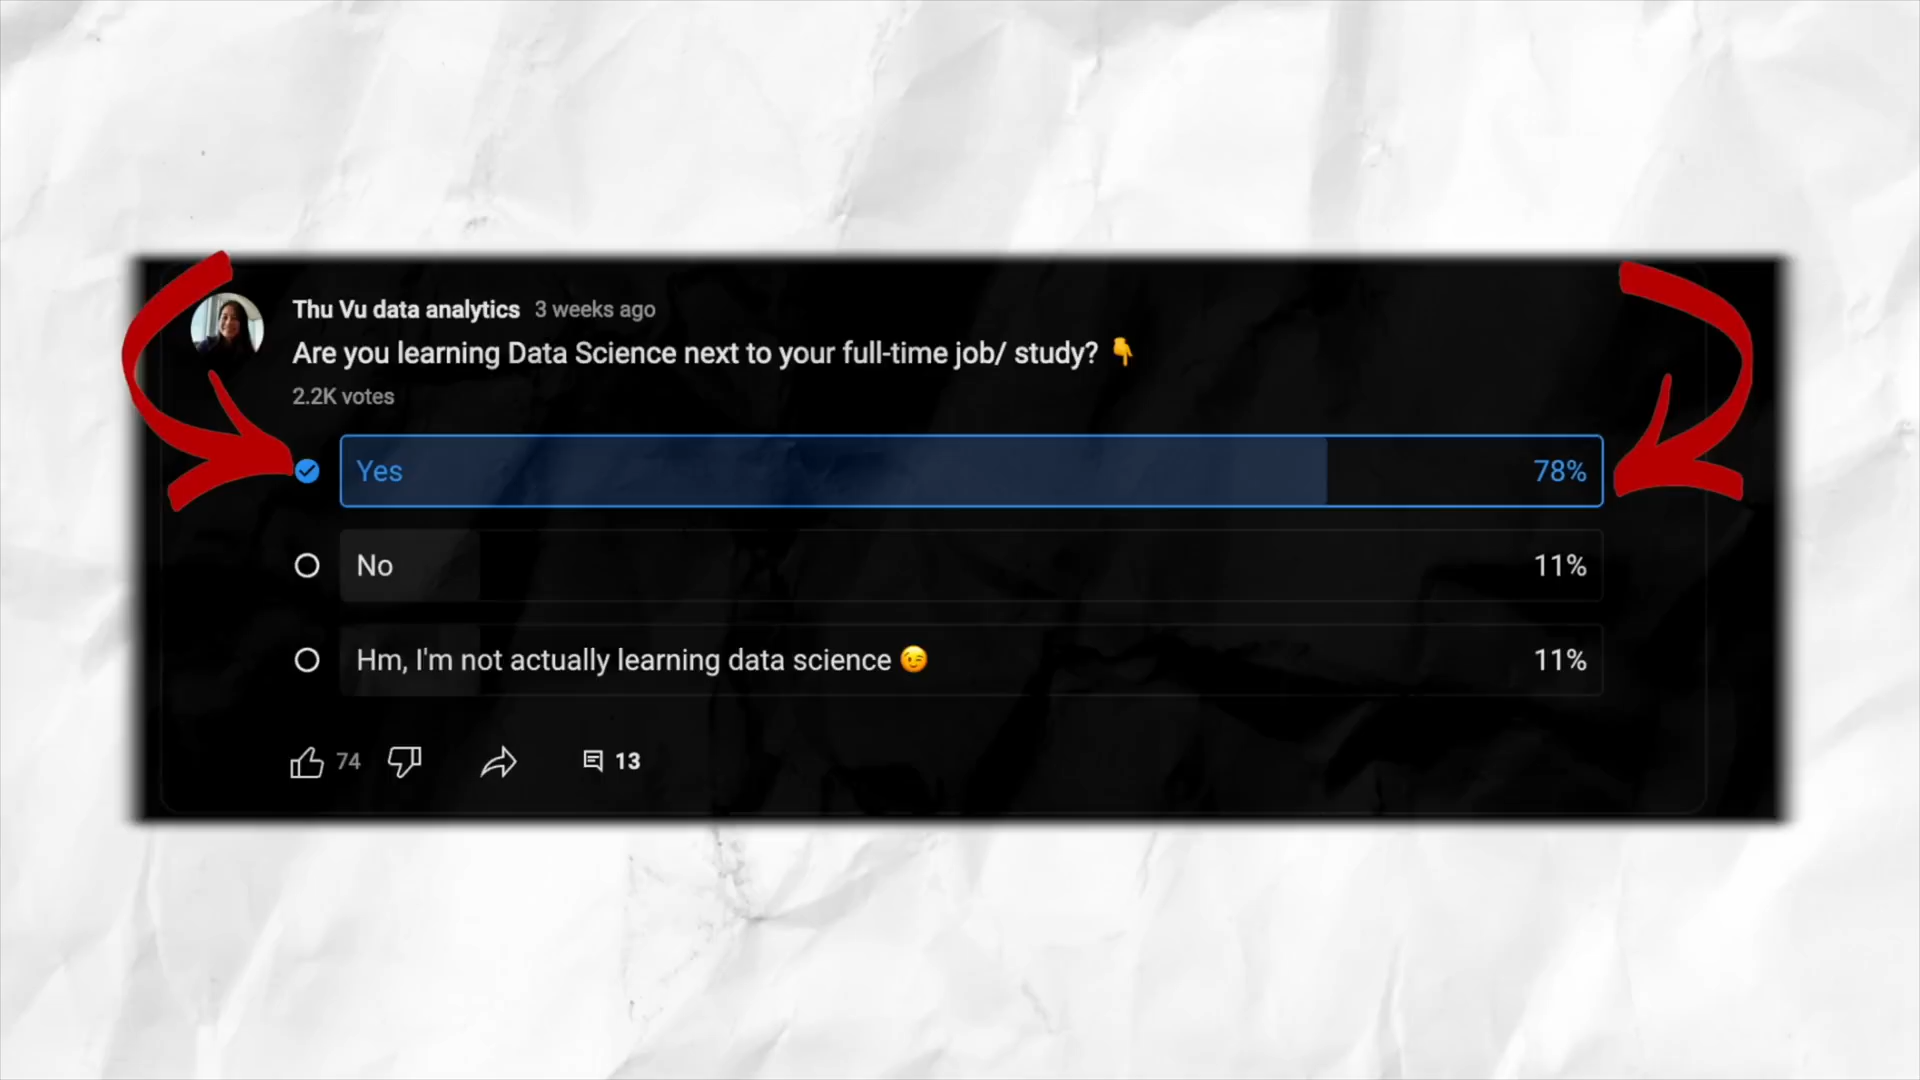 Thu Vu data analytics 3 weeks ago
Are you learning Data Science next to your full-time job/ study? 👇
2.2K votes
Yes 78%
No 11%
Hm, I'm not actually learning data science 😉 11%
74 13